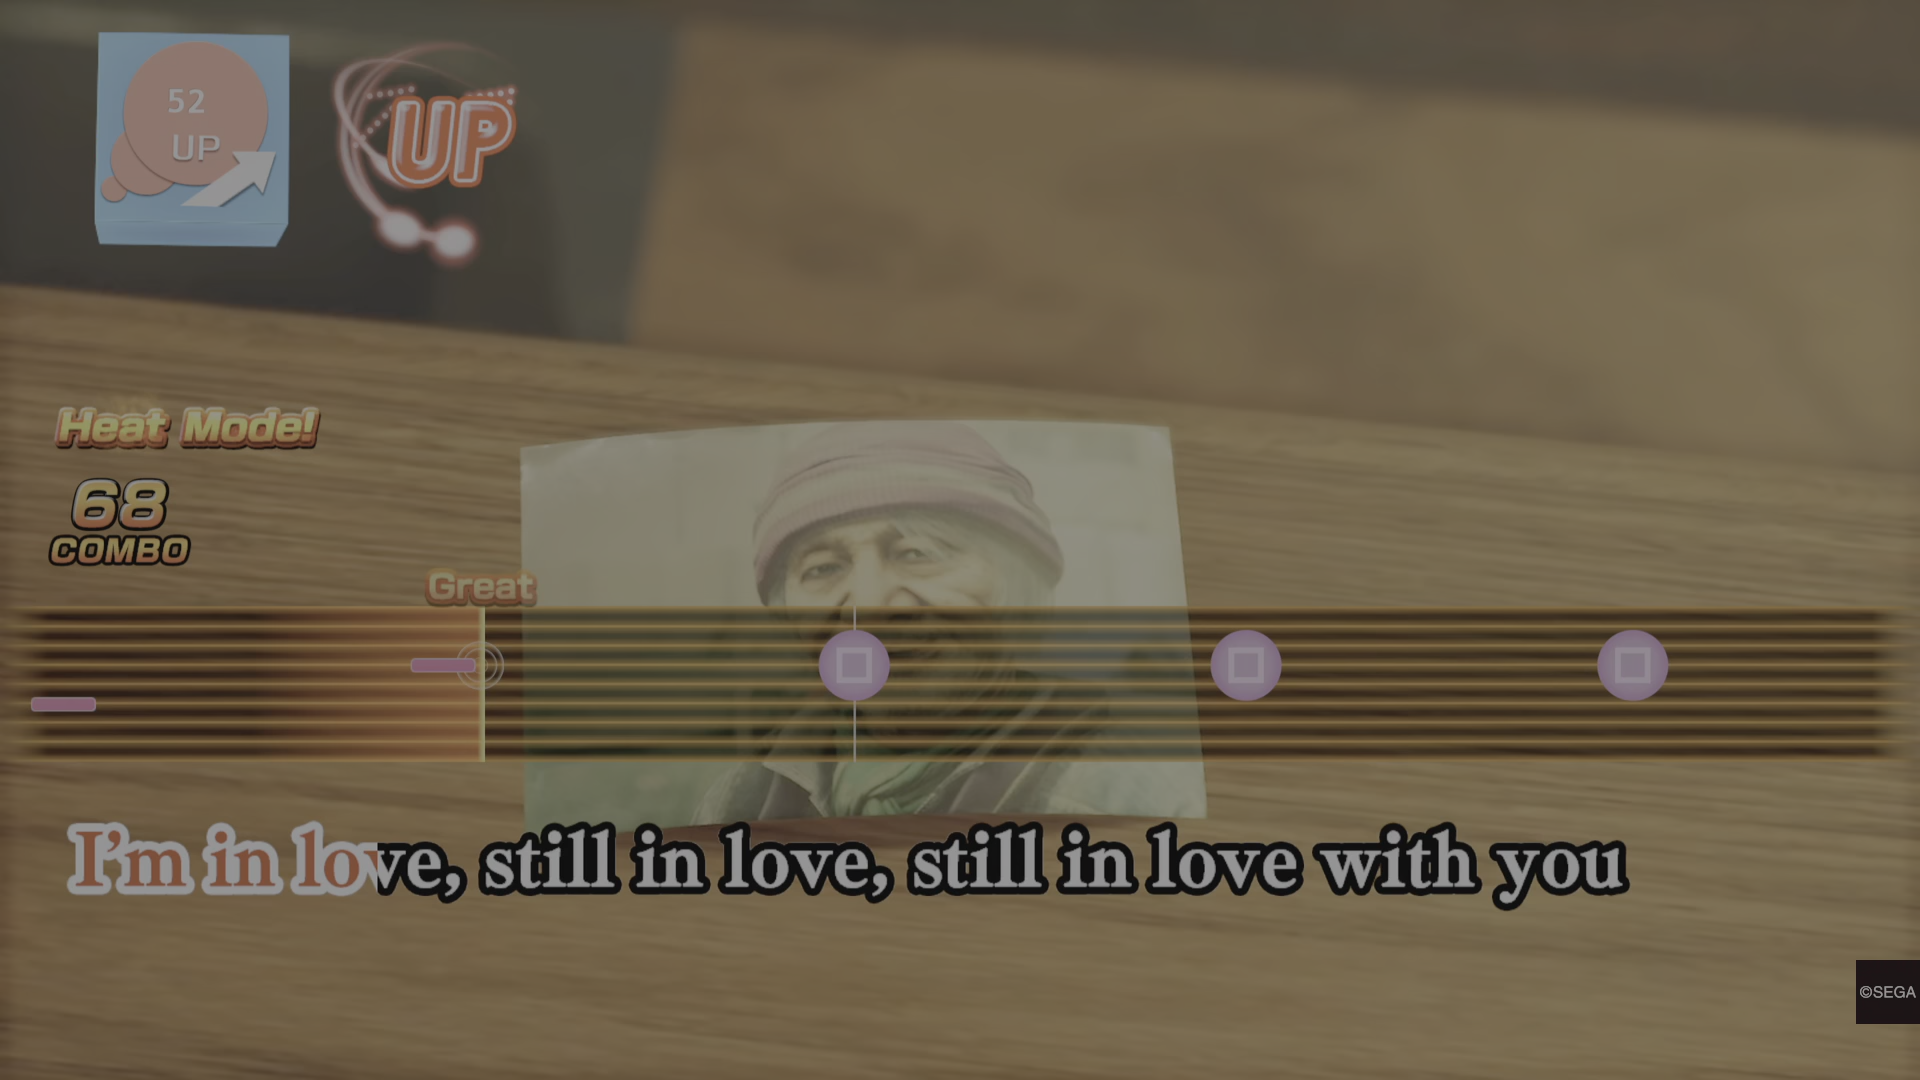 52
UP
UP
Heat Mode!
68
COMBO
Great
I'm in love, still in love, still in love with you
©SEGA